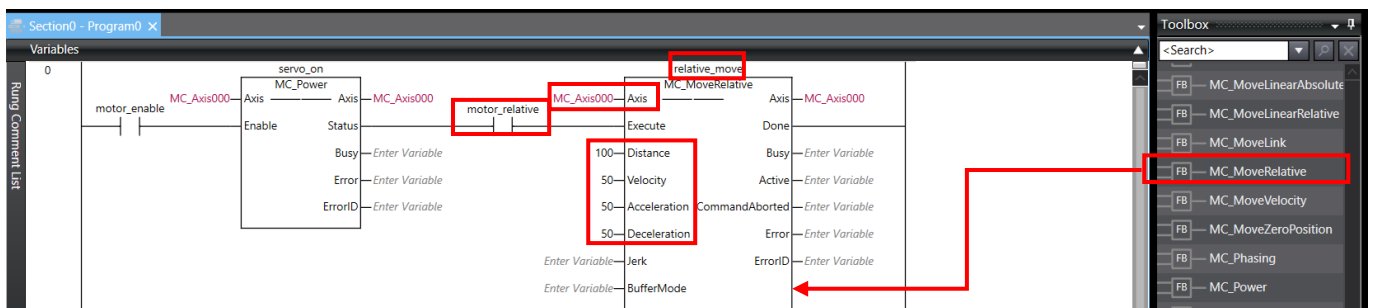 Section0 - Program0 ×
Toolbox
Variables
<Search>
Rung Comment List
0
servo_on
MC_Power
motor_enable
MC_Axis000
Axis
Axis
MC_Axis000
Enable
Status
Busy
Enter Variable
Error
Enter Variable
ErrorID
Enter Variable
motor_relative
relative_move
MC_MoveRelative
MC_Axis000
Axis
Axis
MC_Axis000
Execute
Done
100
Distance
Busy
Enter Variable
50
Velocity
Active
Enter Variable
50
Acceleration
CommandAborted
Enter Variable
50
Deceleration
Error
Enter Variable
Enter Variable
Jerk
ErrorID
Enter Variable
Enter Variable
BufferMode
FB
MC_MoveLinearAbsolute
FB
MC_MoveLinearRelative
FB
MC_MoveLink
FB
MC_MoveRelative
FB
MC_MoveVelocity
FB
MC_MoveZeroPosition
FB
MC_Phasing
FB
MC_Power